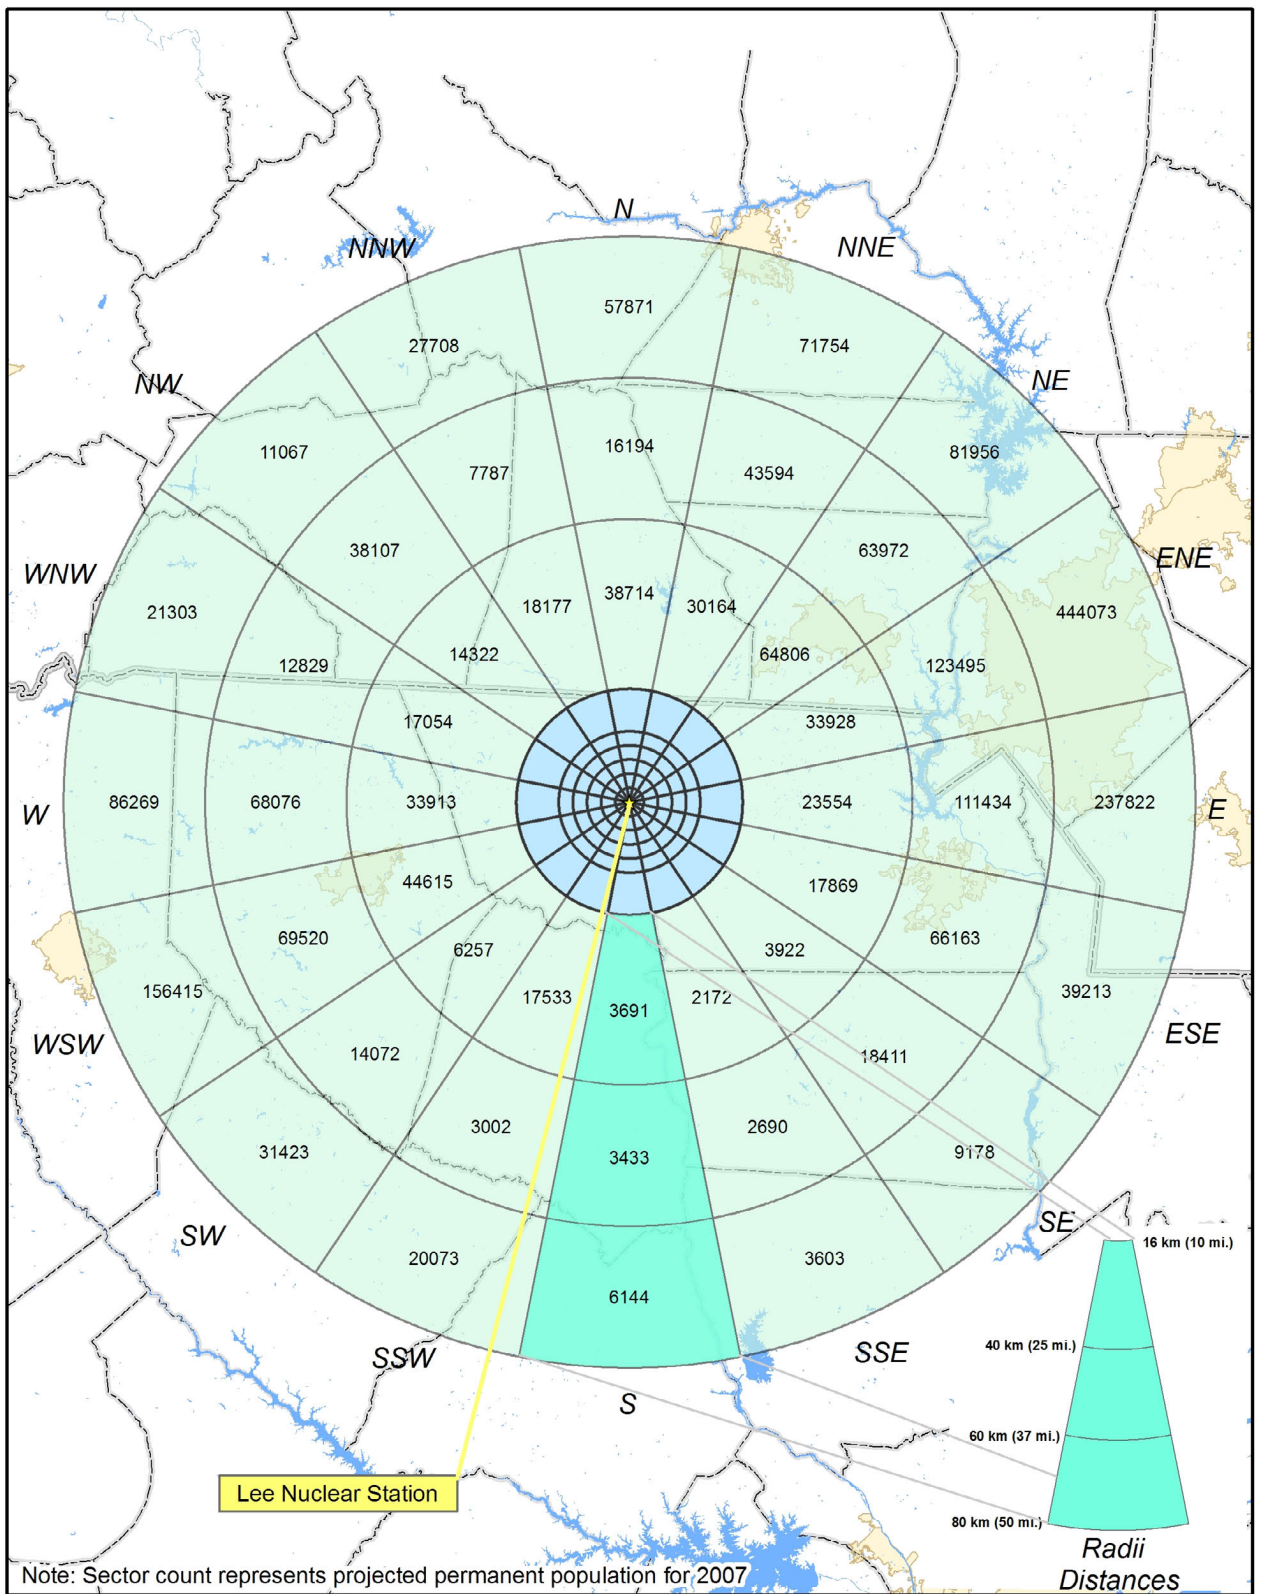 N
NNW
NNE
57871
27708
71754
NW
NE
11067
16194
81956
7787
43594
38107
63972
WNW
ENE
21303
18177
38714
30164
444073
14322
64806
12829
123495
17054
33928
W
86269
68076
33913
23554
111434
237822
E
44615
17869
69520
66163
6257
3922
156415
17533
2172
39213
3691
WSW
ESE
14072
18411
3002
2690
31423
3433
9178
SW
SE
16 km (10 mi.)
20073
3603
6144
40 km (25 mi.)
SSW
SSE
S
60 km (37 mi.)
Lee Nuclear Station
80 km (50 mi.)
Radii
Distances
Note: Sector count represents projected permanent population for 2007